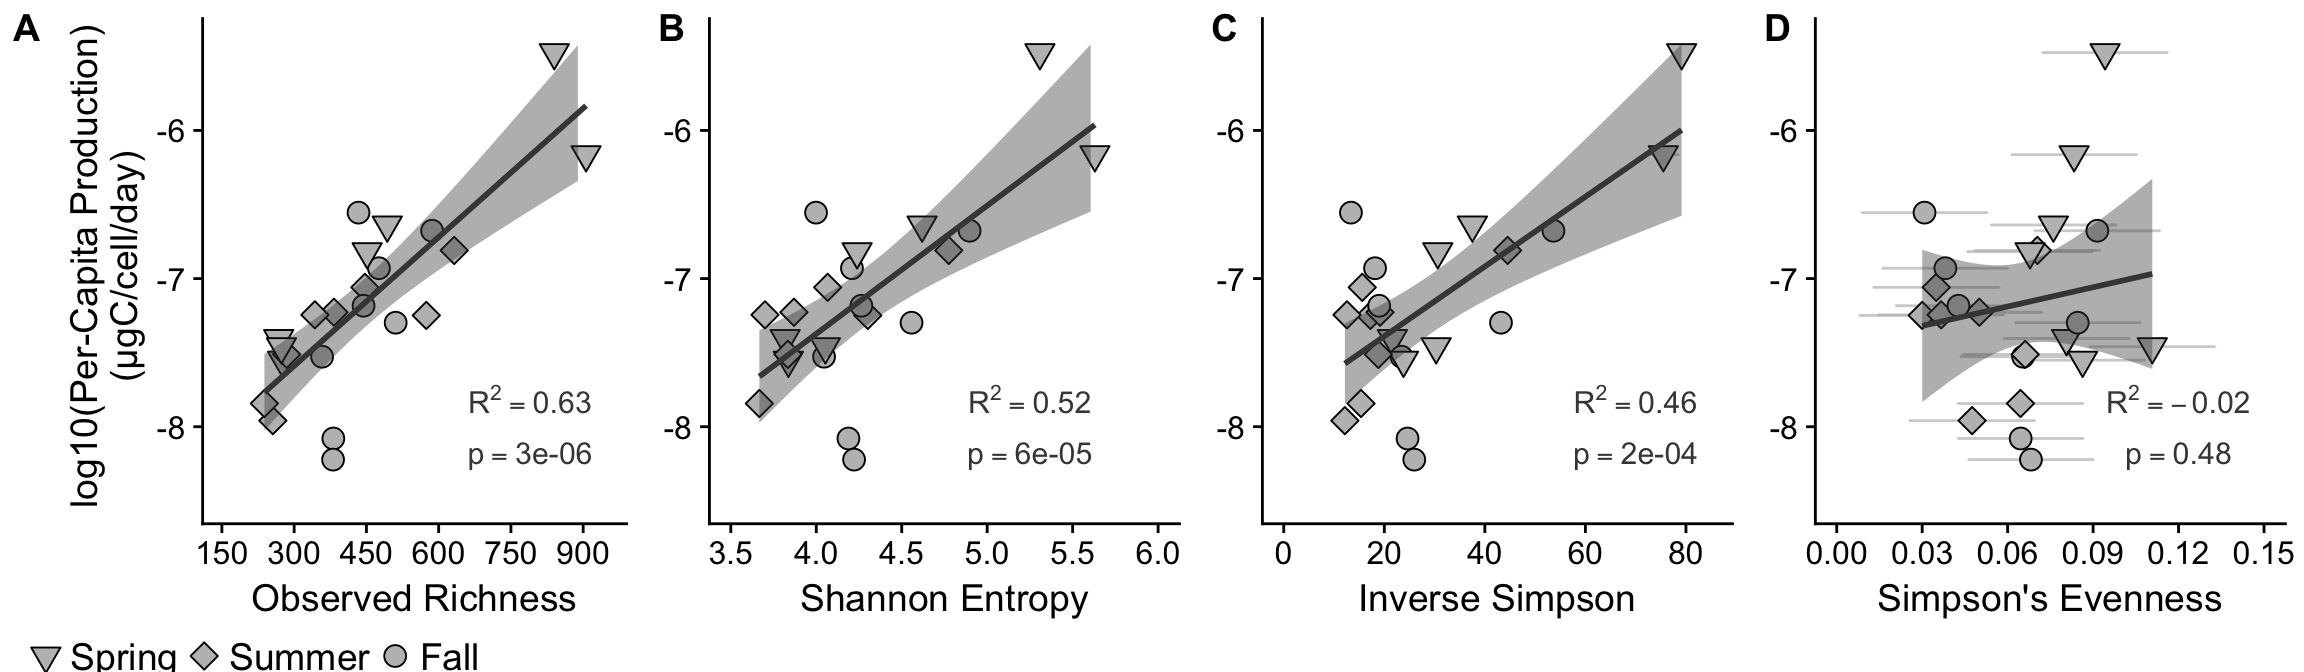 A
B
C
D
log10(Per-Capita Production)
(μgC/cell/day)
-6
-7
-8
R² = 0.63
p = 3e-06
150 300 450 600 750 900
Observed Richness
-6
-7
-8
R² = 0.52
p = 6e-05
3.5 4.0 4.5 5.0 5.5 6.0
Shannon Entropy
-6
-7
-8
R² = 0.46
p = 2e-04
0 20 40 60 80
Inverse Simpson
-6
-7
-8
R² = −0.02
p = 0.48
0.00 0.03 0.06 0.09 0.12 0.15
Simpson's Evenness
Spring Summer Fall